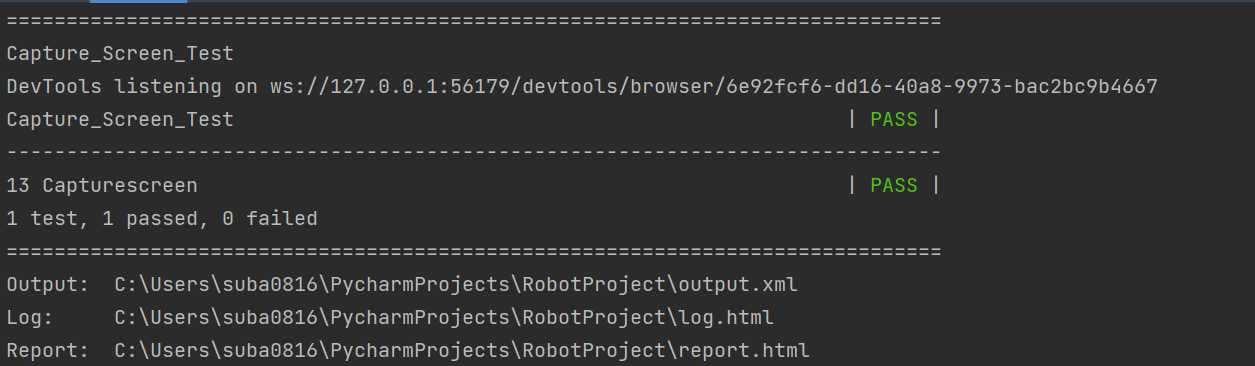 ==============================================================================
Capture_Screen_Test
DevTools listening on ws://127.0.0.1:56179/devtools/browser/6e92fcf6-dd16-40a8-9973-bac2bc9b4667
Capture_Screen_Test                                                   | PASS |
------------------------------------------------------------------------------
13 Capturescreen                                                      | PASS |
1 test, 1 passed, 0 failed
==============================================================================
Output:  C:\Users\suba0816\PycharmProjects\RobotProject\output.xml
Log:     C:\Users\suba0816\PycharmProjects\RobotProject\log.html
Report:  C:\Users\suba0816\PycharmProjects\RobotProject\report.html